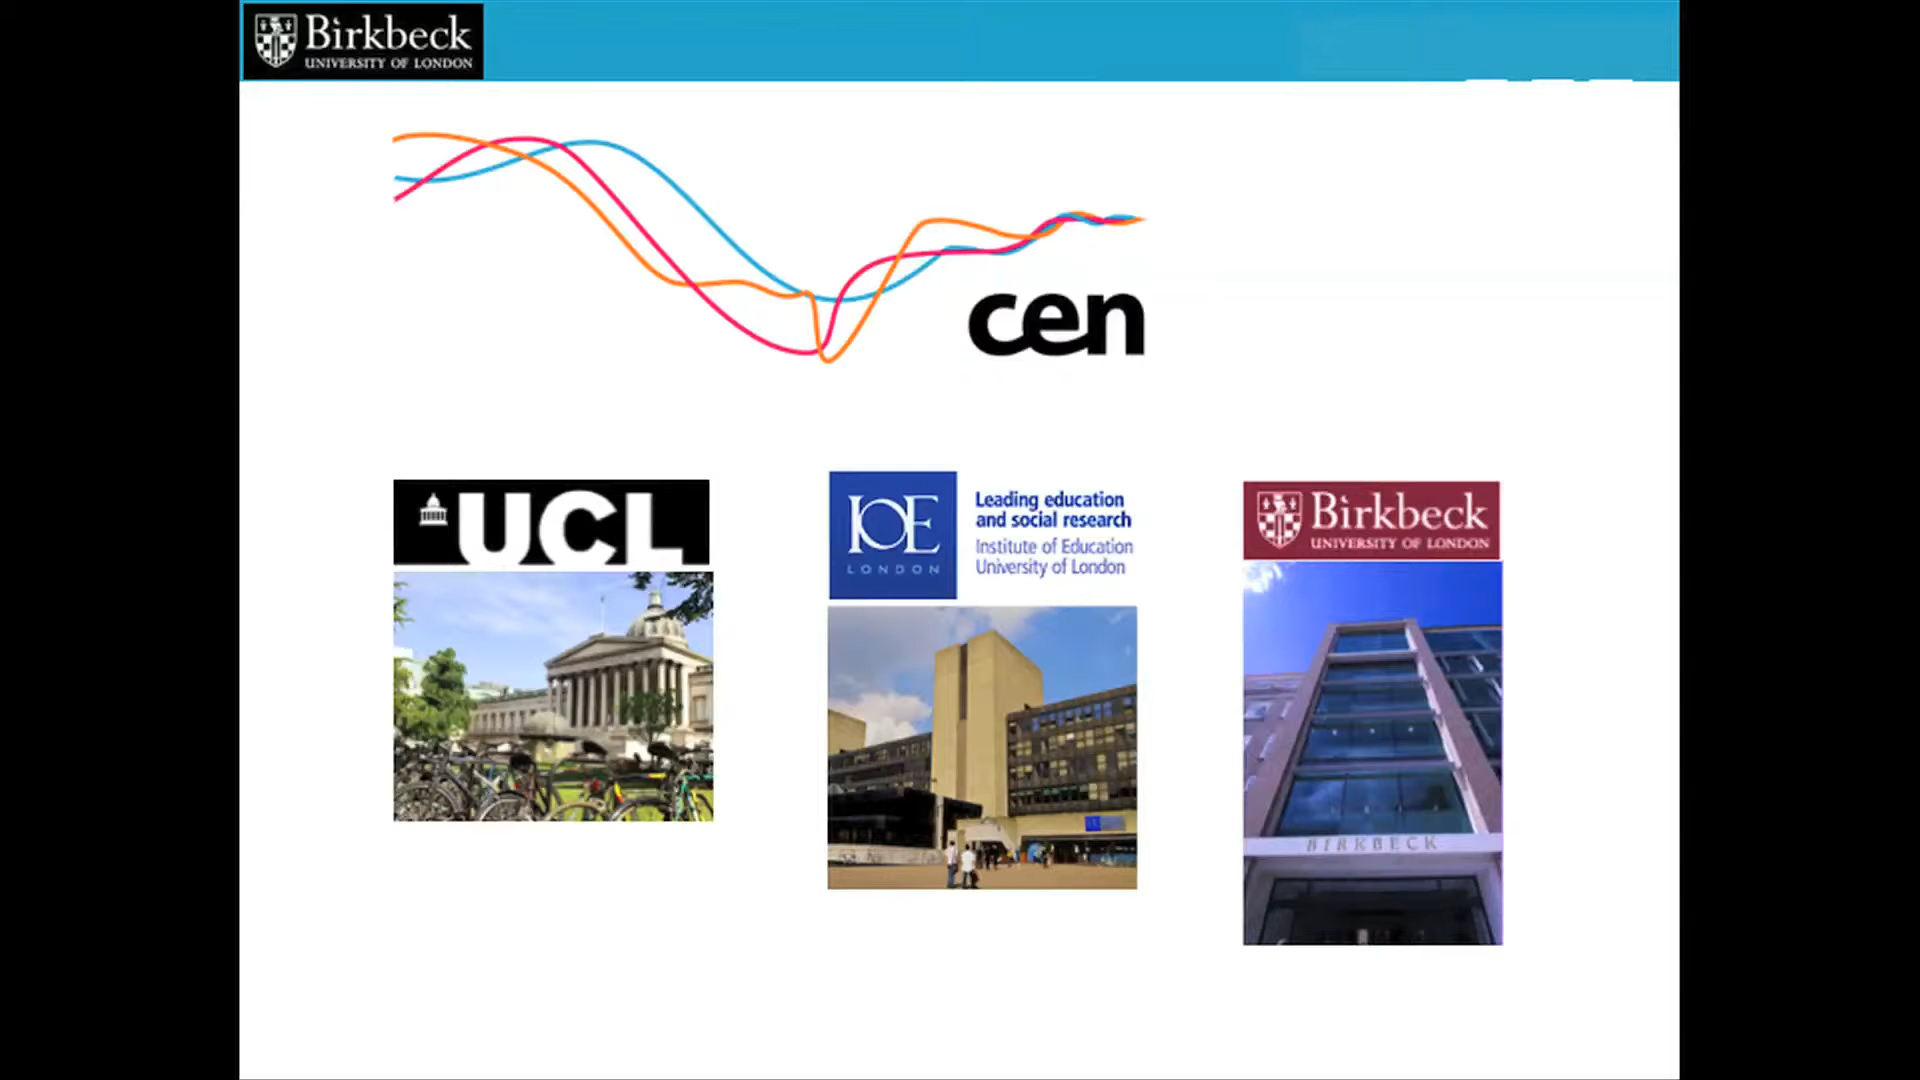 Birkbeck
UNIVERSITY OF LONDON
cen
UCL
IOE
LONDON
Leading education
and social research
Institute of Education
University of London
Birkbeck
UNIVERSITY OF LONDON
BIRKBECK